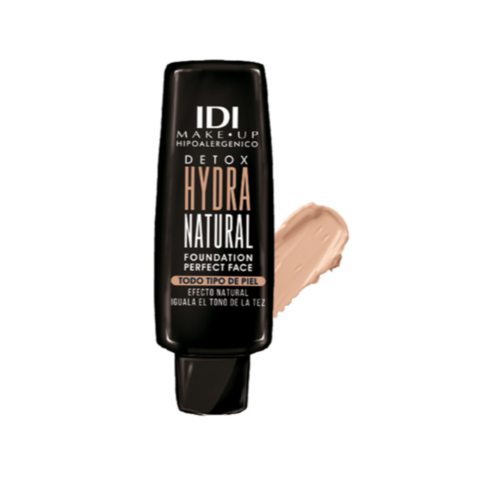 IDI
MAKE•UP
HIPOALERGENICO
DETOX
HYDRA
NATURAL
FOUNDATION
PERFECT FACE
TODO TIPO DE PIEL
EFECTO NATURAL
IGUALA EL TONO DE LA TEZ